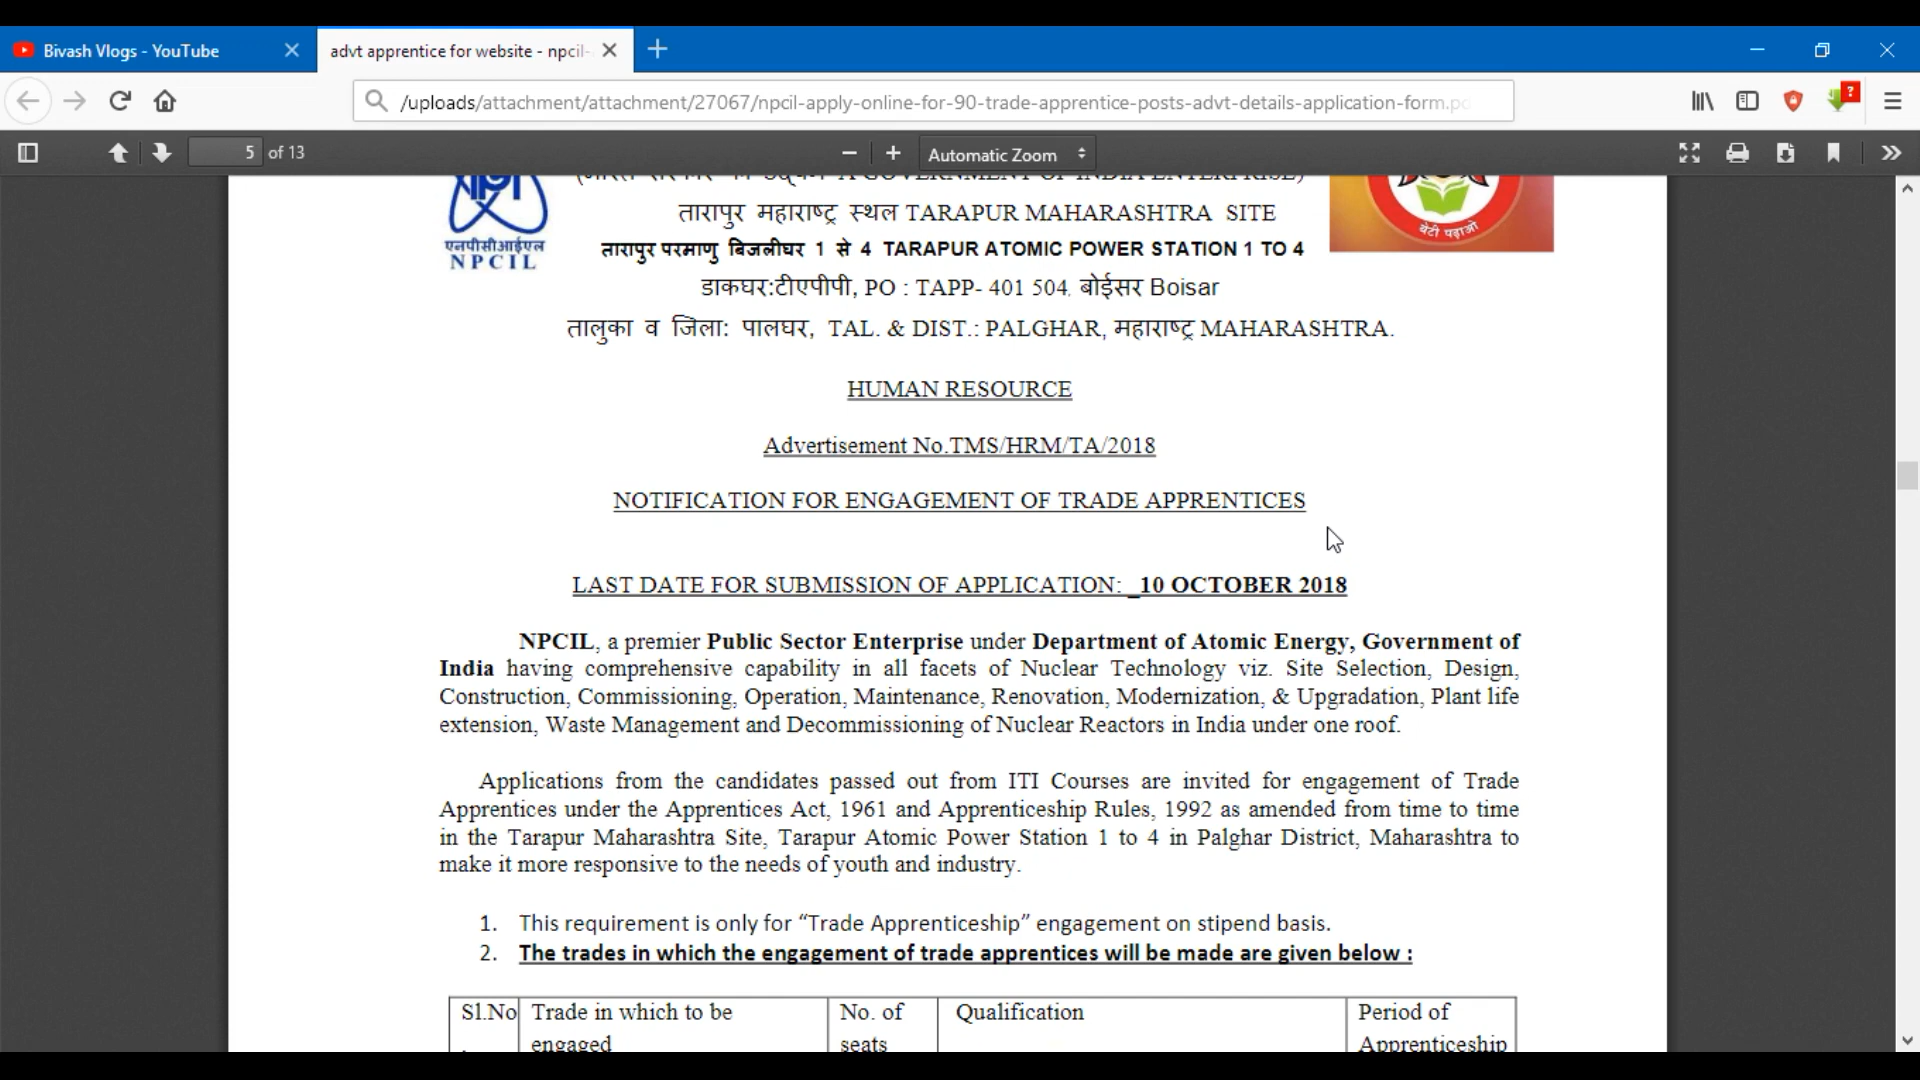 Bivash Vlogs - YouTube
advt apprentice for website - npcil-
/uploads/attachment/attachment/27067/npcil-apply-online-for-90-trade-apprentice-posts-advt-details-application-form.p
?
5 of 13
Automatic Zoom
A GOVERNMENT OF INDIA ENTERPRISE)
तारापुर महाराष्ट्र स्थल TARAPUR MAHARASHTRA SITE
तारापुर परमाणु बिजलीघर 1 से 4 TARAPUR ATOMIC POWER STATION 1 TO 4
डाकघर:टीएपीपी, PO : TAPP- 401 504, बोईसर Boisar
तालुका व जिला: पालघर, TAL. & DIST.: PALGHAR, महाराष्ट्र MAHARASHTRA.
एनपीसीआईएल
NPCIL
बेटी पढ़ाओ
HUMAN RESOURCE
Advertisement No.TMS/HRM/TA/2018
NOTIFICATION FOR ENGAGEMENT OF TRADE APPRENTICES
LAST DATE FOR SUBMISSION OF APPLICATION: _10 OCTOBER 2018
NPCIL, a premier Public Sector Enterprise under Department of Atomic Energy, Government of
India having comprehensive capability in all facets of Nuclear Technology viz. Site Selection, Design,
Construction, Commissioning, Operation, Maintenance, Renovation, Modernization, & Upgradation, Plant life
extension, Waste Management and Decommissioning of Nuclear Reactors in India under one roof.
Applications from the candidates passed out from ITI Courses are invited for engagement of Trade
Apprentices under the Apprentices Act, 1961 and Apprenticeship Rules, 1992 as amended from time to time
in the Tarapur Maharashtra Site, Tarapur Atomic Power Station 1 to 4 in Palghar District, Maharashtra to
make it more responsive to the needs of youth and industry.
1. This requirement is only for “Trade Apprenticeship” engagement on stipend basis.
2. The trades in which the engagement of trade apprentices will be made are given below :
Sl.No Trade in which to be No. of Qualification Period of
. engaged seats Apprenticeship